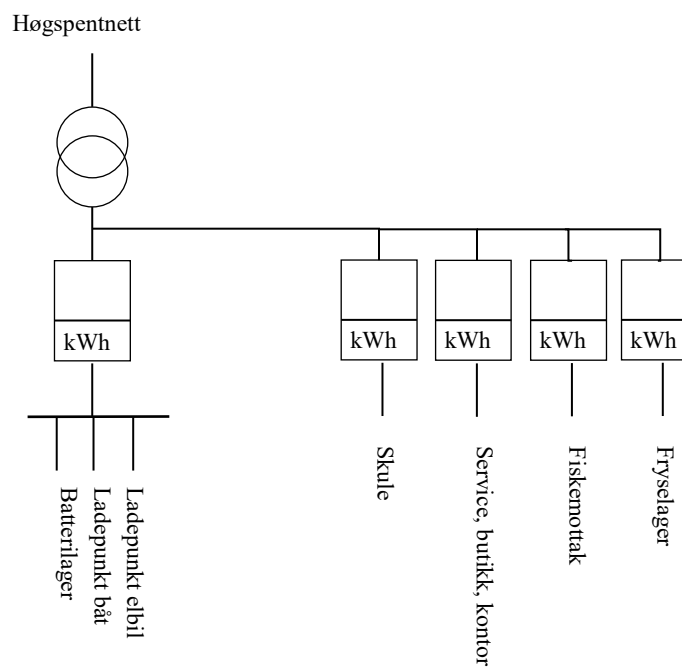 Høgspentnett
kWh
kWh
kWh
kWh
kWh
Batterilager
Ladepunkt båt
Ladepunkt elbil
Skule
Service, butikk, kontor
Fiskemottak
Fryselager